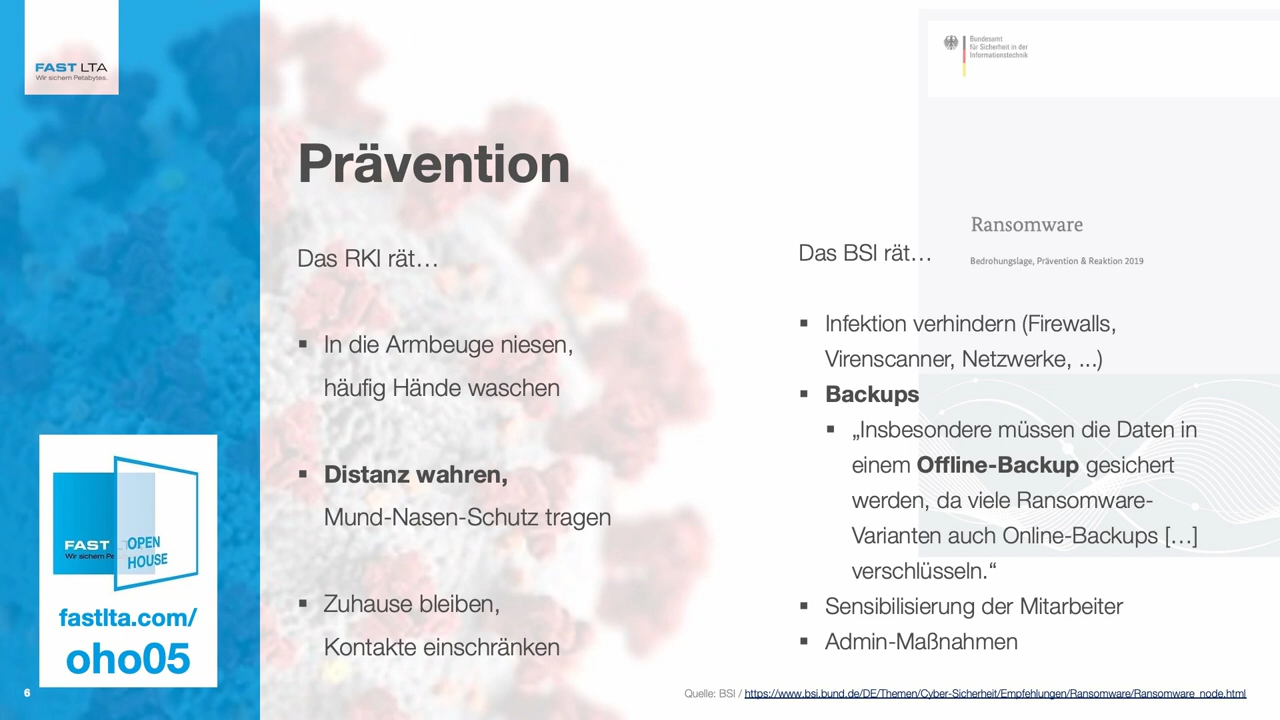 FAST LTA
Wir sichern Petabytes.
Bundesamt
für Sicherheit in der
Informationstechnik
Prävention
Das RKI rät…
In die Armbeuge niesen,
häufig Hände waschen
Distanz wahren,
Mund-Nasen-Schutz tragen
Zuhause bleiben,
Kontakte einschränken
Ransomware
Bedrohungslage, Prävention & Reaktion 2019
Das BSI rät…
Infektion verhindern (Firewalls,
Virenscanner, Netzwerke, ...)
Backups
„Insbesondere müssen die Daten in
einem Offline-Backup gesichert
werden, da viele Ransomware-
Varianten auch Online-Backups […]
verschlüsseln.“
Sensibilisierung der Mitarbeiter
Admin-Maßnahmen
FAST
Wir sichern Pe
OPEN
HOUSE
fastlta.com/
oho05
6
Quelle: BSI / https://www.bsi.bund.de/DE/Themen/Cyber-Sicherheit/Empfehlungen/Ransomware/Ransomware_node.html